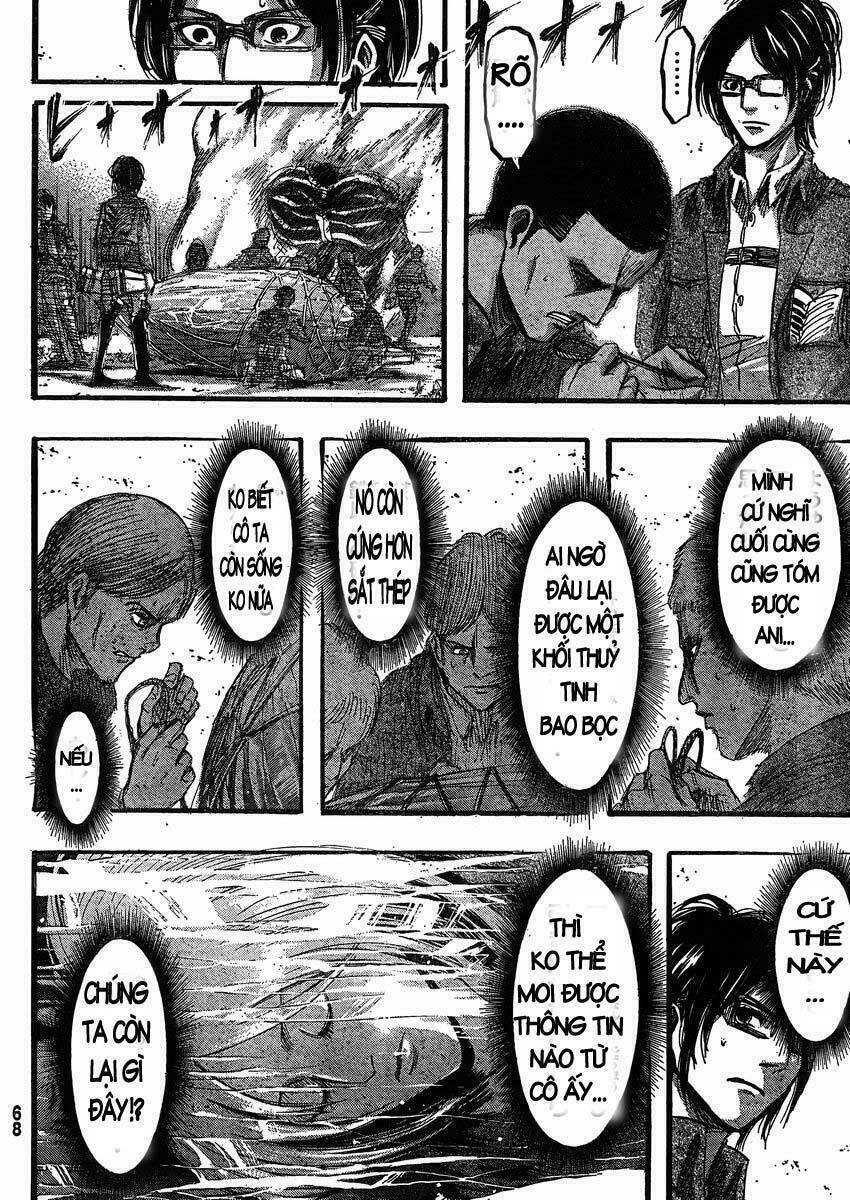 ....
RÕ
....
MÌNH
CỨ NGHĨ
CUỐI CÙNG
CŨNG TÓM
ĐƯỢC
ANI...
AI NGỜ
ĐÂU LẠI
ĐƯỢC MỘT
KHỐI THUỶ
TINH
BAO BỌC
NÓ CÒN
CỨNG HƠN
SẮT THÉP
KO BIẾT
CÔ TA
CÒN SỐNG
KO NỮA
NẾU
...
CỨ
THẾ
NÀY
...
THÌ
KO THỂ
MOI ĐƯỢC
THÔNG TIN
NÀO TỪ
CÔ ẤY...
CHÚNG
TA CÒN
LẠI GÌ
ĐÂY!?
68